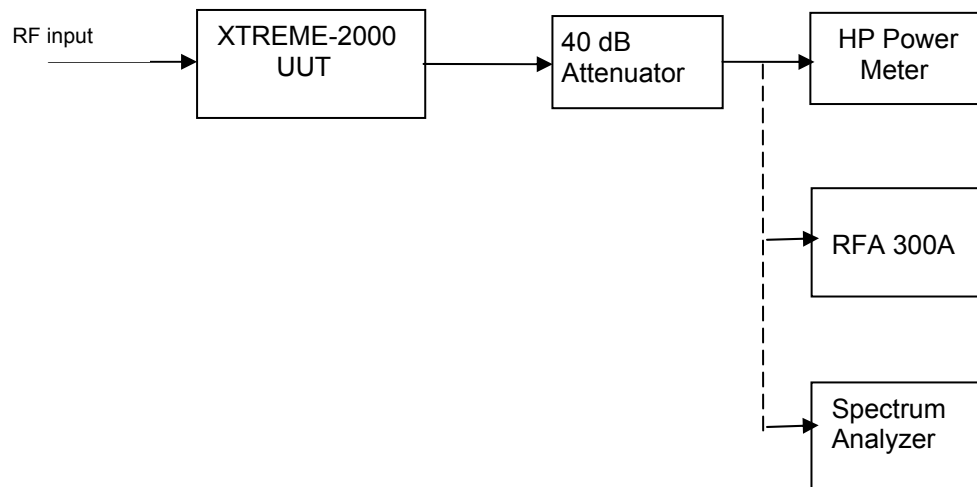 RF input
XTREME-2000
UUT
40 dB
Attenuator
HP Power
Meter
RFA 300A
Spectrum
Analyzer